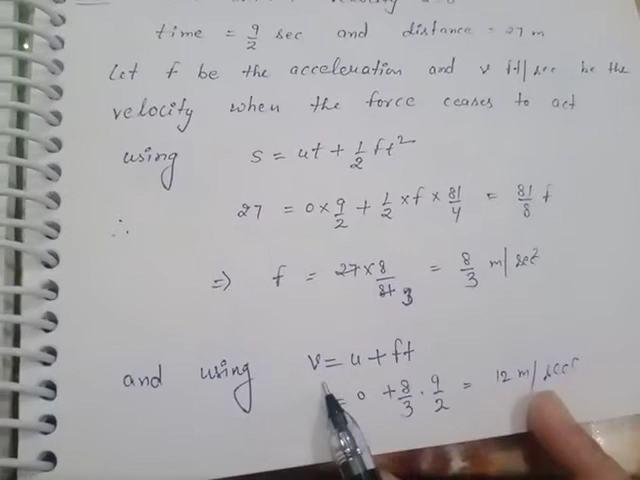 velocity
time = 9/2 sec and distance = 27 m
Let f be the acceleration and v ft/sec be the
velocity when the force ceases to act
using s = ut + 1/2 ft²
∴ 27 = 0 × 9/2 + 1/2 × f × 81/4 = 81/8 f
⇒ f = 27×8/81 3 = 8/3 m/sec²
and using v = u + ft
= 0 + 8/3 · 9/2 = 12 m/sec